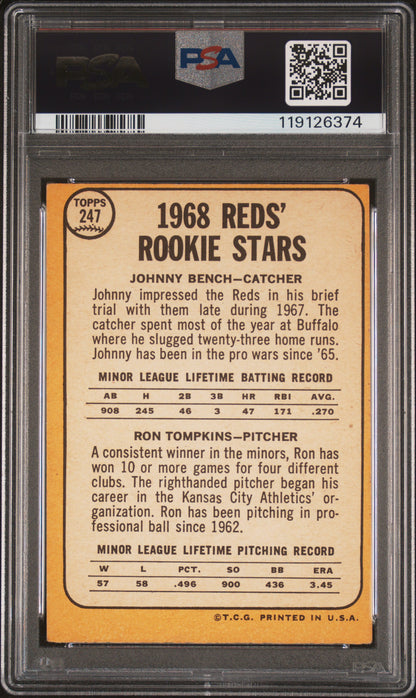 PSA
PSA
119126374
TOPPS
247
1968 REDS'
ROOKIE STARS
JOHNNY BENCH—CATCHER
Johnny impressed the Reds in his brief
trial with them late during 1967. The
catcher spent most of the year at Buffalo
where he slugged twenty-three home runs.
Johnny has been in the pro wars since '65.
MINOR LEAGUE LIFETIME BATTING RECORD
AB H 2B 3B HR RBI AVG.
908 245 46 3 47 171 .270
RON TOMPKINS—PITCHER
A consistent winner in the minors, Ron has
won 10 or more games for four different
clubs. The righthanded pitcher began his
career in the Kansas City Athletics' or-
ganization. Ron has been pitching in pro-
fessional ball since 1962.
MINOR LEAGUE LIFETIME PITCHING RECORD
W L PCT. SO BB ERA
57 58 .496 900 436 3.45
©T.C.G. PRINTED IN U.S.A.
PSA